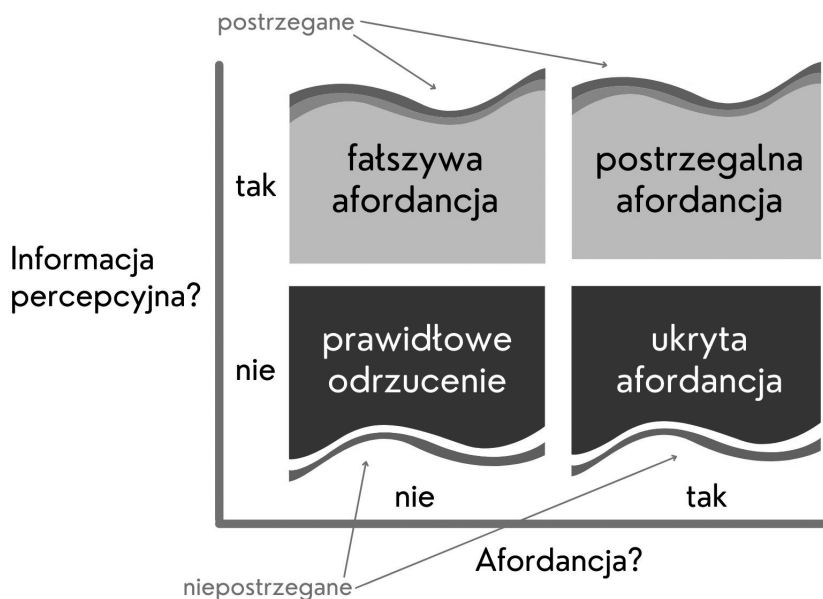 postrzegane
fałszywa
afordancja
postrzegalna
afordancja
tak
Informacja
percepcyjna?
prawidłowe
odrzucenie
ukryta
afordancja
nie
nie
tak
Afordancja?
niepostrzegane